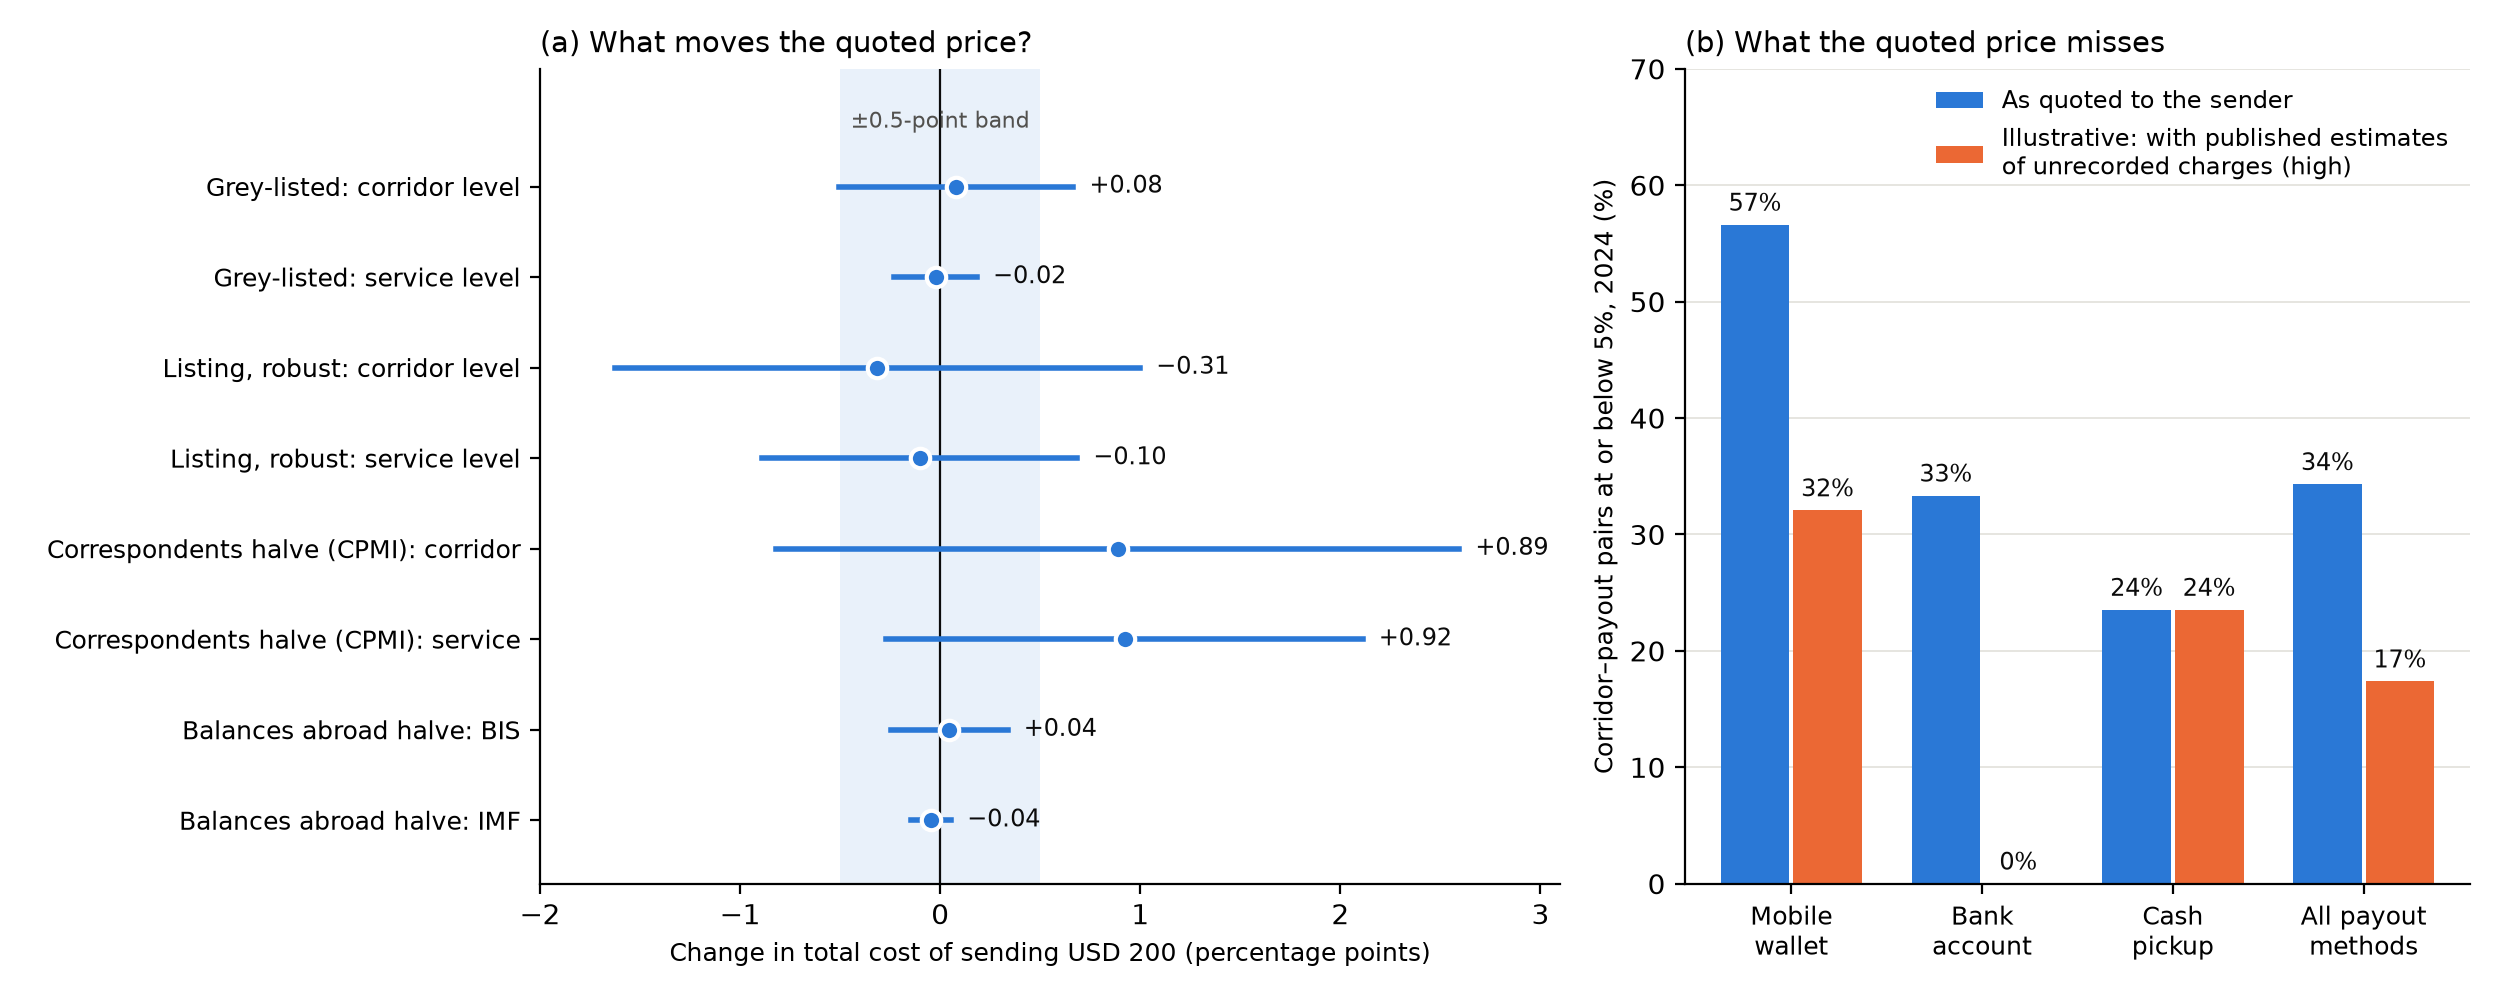 (a) What moves the quoted price?
±0.5-point band
Grey-listed: corridor level
+0.08
Grey-listed: service level
−0.02
Listing, robust: corridor level
−0.31
Listing, robust: service level
−0.10
Correspondents halve (CPMI): corridor
+0.89
Correspondents halve (CPMI): service
+0.92
Balances abroad halve: BIS
+0.04
Balances abroad halve: IMF
−0.04
−2 −1 0 1 2 3
Change in total cost of sending USD 200 (percentage points)
(b) What the quoted price misses
As quoted to the sender
Illustrative: with published estimates
of unrecorded charges (high)
Corridor–payout pairs at or below 5%, 2024 (%)
70
60
50
40
30
20
10
0
57%
32%
33%
0%
24%
24%
34%
17%
Mobile
wallet
Bank
account
Cash
pickup
All payout
methods